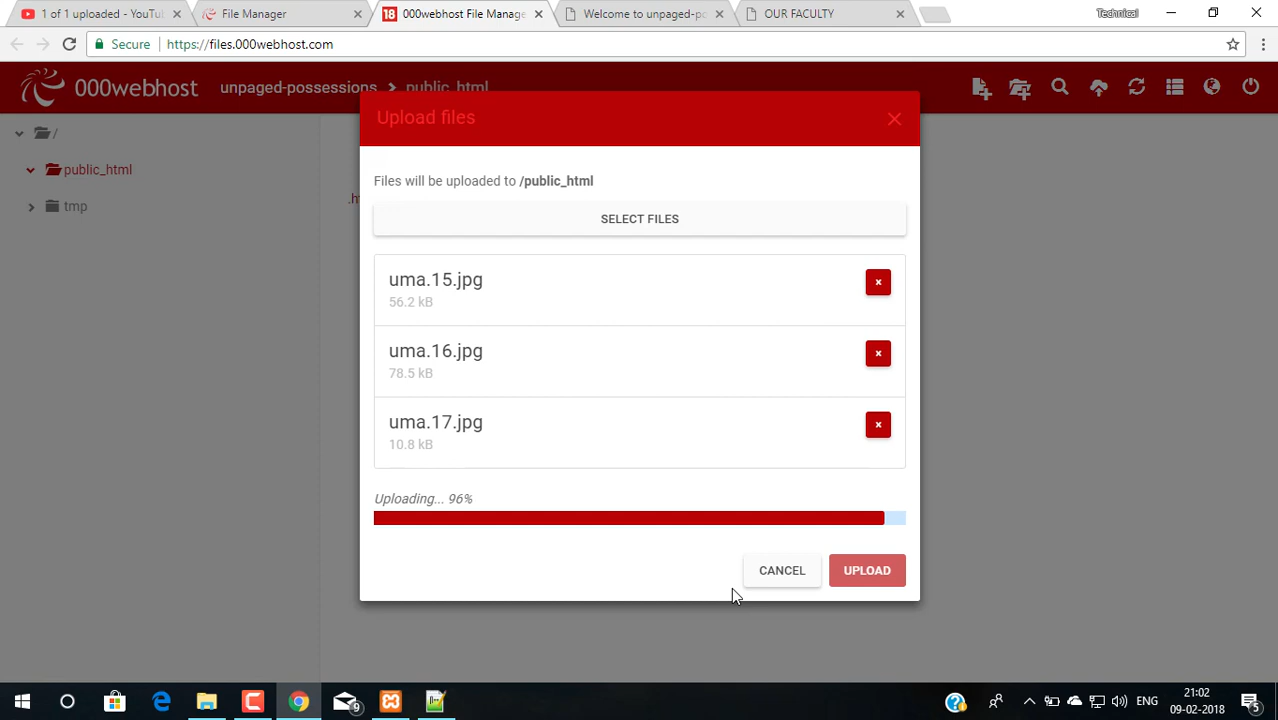 1 of 1 uploaded - YouTu
File Manager
000webhost File Manage
Welcome to unpaged-po
OUR FACULTY
Technical
Secure
https://files.000webhost.com
000webhost
unpaged-possessions
public_html
Upload files
/
public_html
tmp
Files will be uploaded to /public_html
.h
SELECT FILES
uma.15.jpg
56.2 kB
uma.16.jpg
78.5 kB
uma.17.jpg
10.8 kB
Uploading... 96%
CANCEL
UPLOAD
9
ENG
21:02
09-02-2018
5